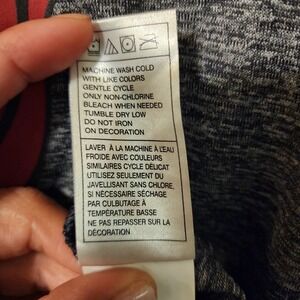 MACHINE WASH COLD
WITH LIKE COLORS
GENTLE CYCLE
ONLY NON-CHLORINE
BLEACH WHEN NEEDED
TUMBLE DRY LOW
DO NOT IRON
ON DECORATION
LAVER À LA MACHINE À L'EAU
FROIDE AVEC COULEURS
SIMILAIRES CYCLE DÉLICAT
UTILISEZ SEULEMENT DU
JAVELLISANT SANS CHLORE,
SI NÉCESSAIRE SÉCHAGE
PAR CULBUTAGE À
TEMPÉRATURE BASSE
NE PAS REPASSER SUR LA
DÉCORATION